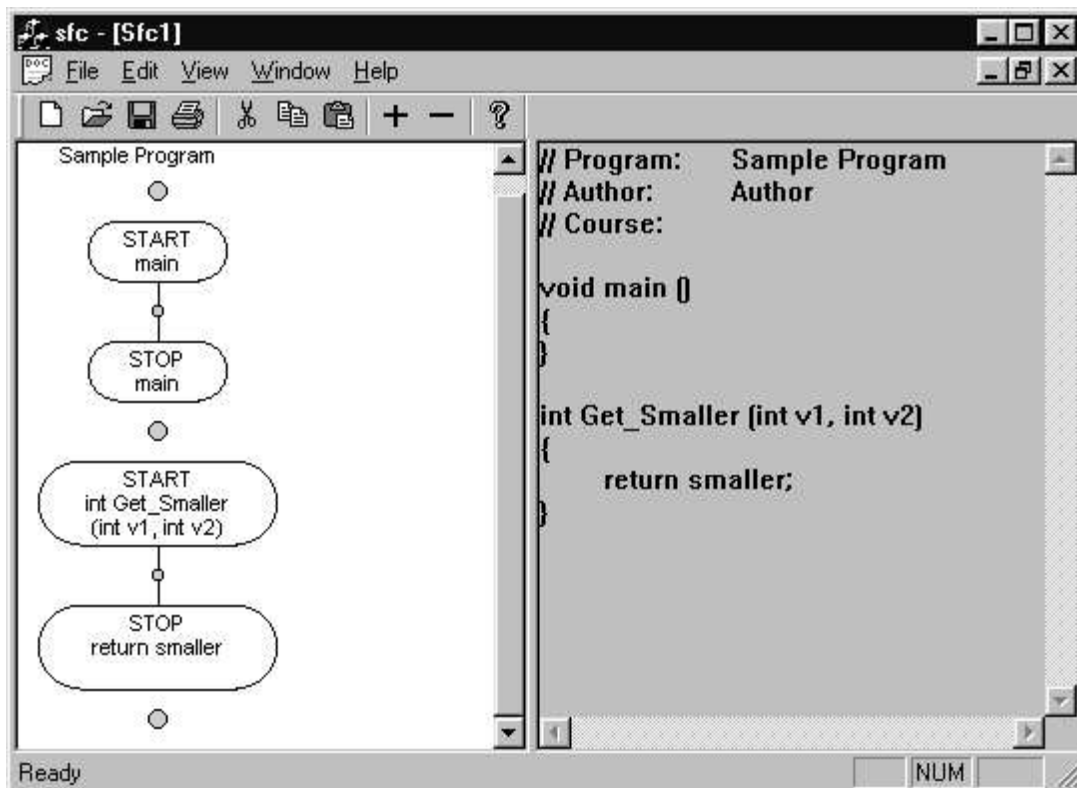 sfc - [Sfc1]
DOC
File Edit View Window Help
Sample Program
START
main
STOP
main
START
int Get_Smaller
(int v1, int v2)
STOP
return smaller
// Program: Sample Program
// Author: Author
// Course:
void main ()
{
}
int Get_Smaller (int v1, int v2)
{
return smaller;
}
Ready
NUM